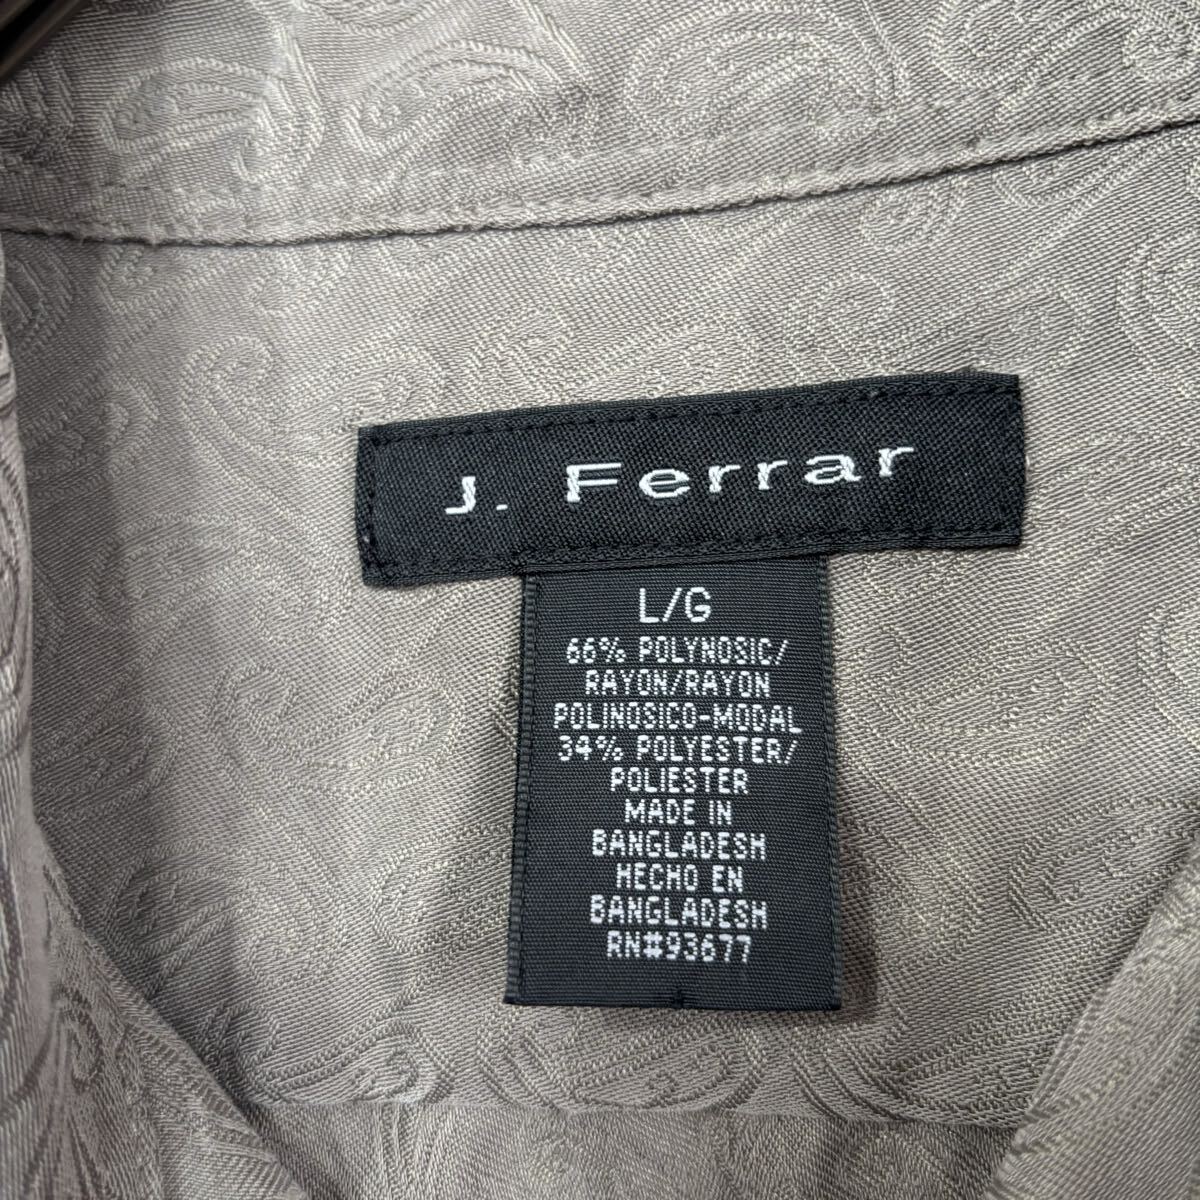 J. Ferrar
L/G
66% POLYNOSIC/
RAYON/RAYON
POLINOSICO-MODAL
34% POLYESTER/
POLIESTER
MADE IN
BANGLADESH
HECHO EN
BANGLADESH
RN#93677